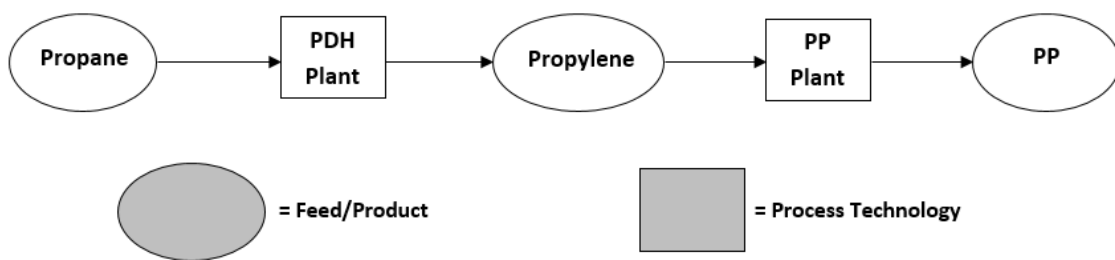 Propane
PDH
Plant
Propylene
PP
Plant
PP
= Feed/Product
= Process Technology